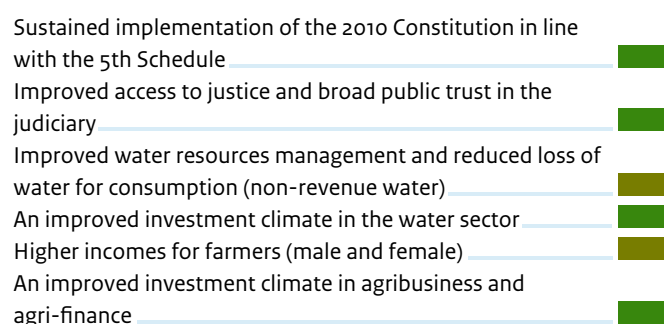 Sustained implementation of the 2010 Constitution in line
with the 5th Schedule
Improved access to justice and broad public trust in the
judiciary
Improved water resources management and reduced loss of
water for consumption (non-revenue water)
An improved investment climate in the water sector
Higher incomes for farmers (male and female)
An improved investment climate in agribusiness and
agri-finance